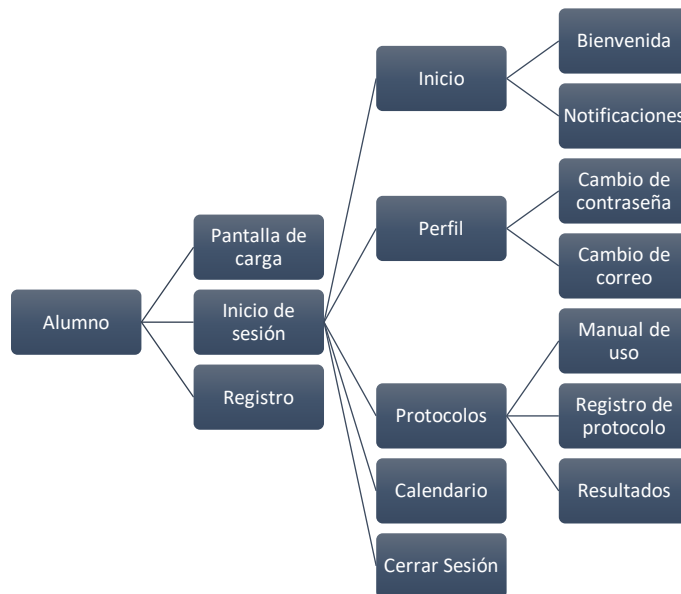 Alumno
Pantalla de
carga
Inicio de
sesión
Registro
Inicio
Perfil
Protocolos
Calendario
Cerrar Sesión
Bienvenida
Notificaciones
Cambio de
contraseña
Cambio de
correo
Manual de
uso
Registro de
protocolo
Resultados